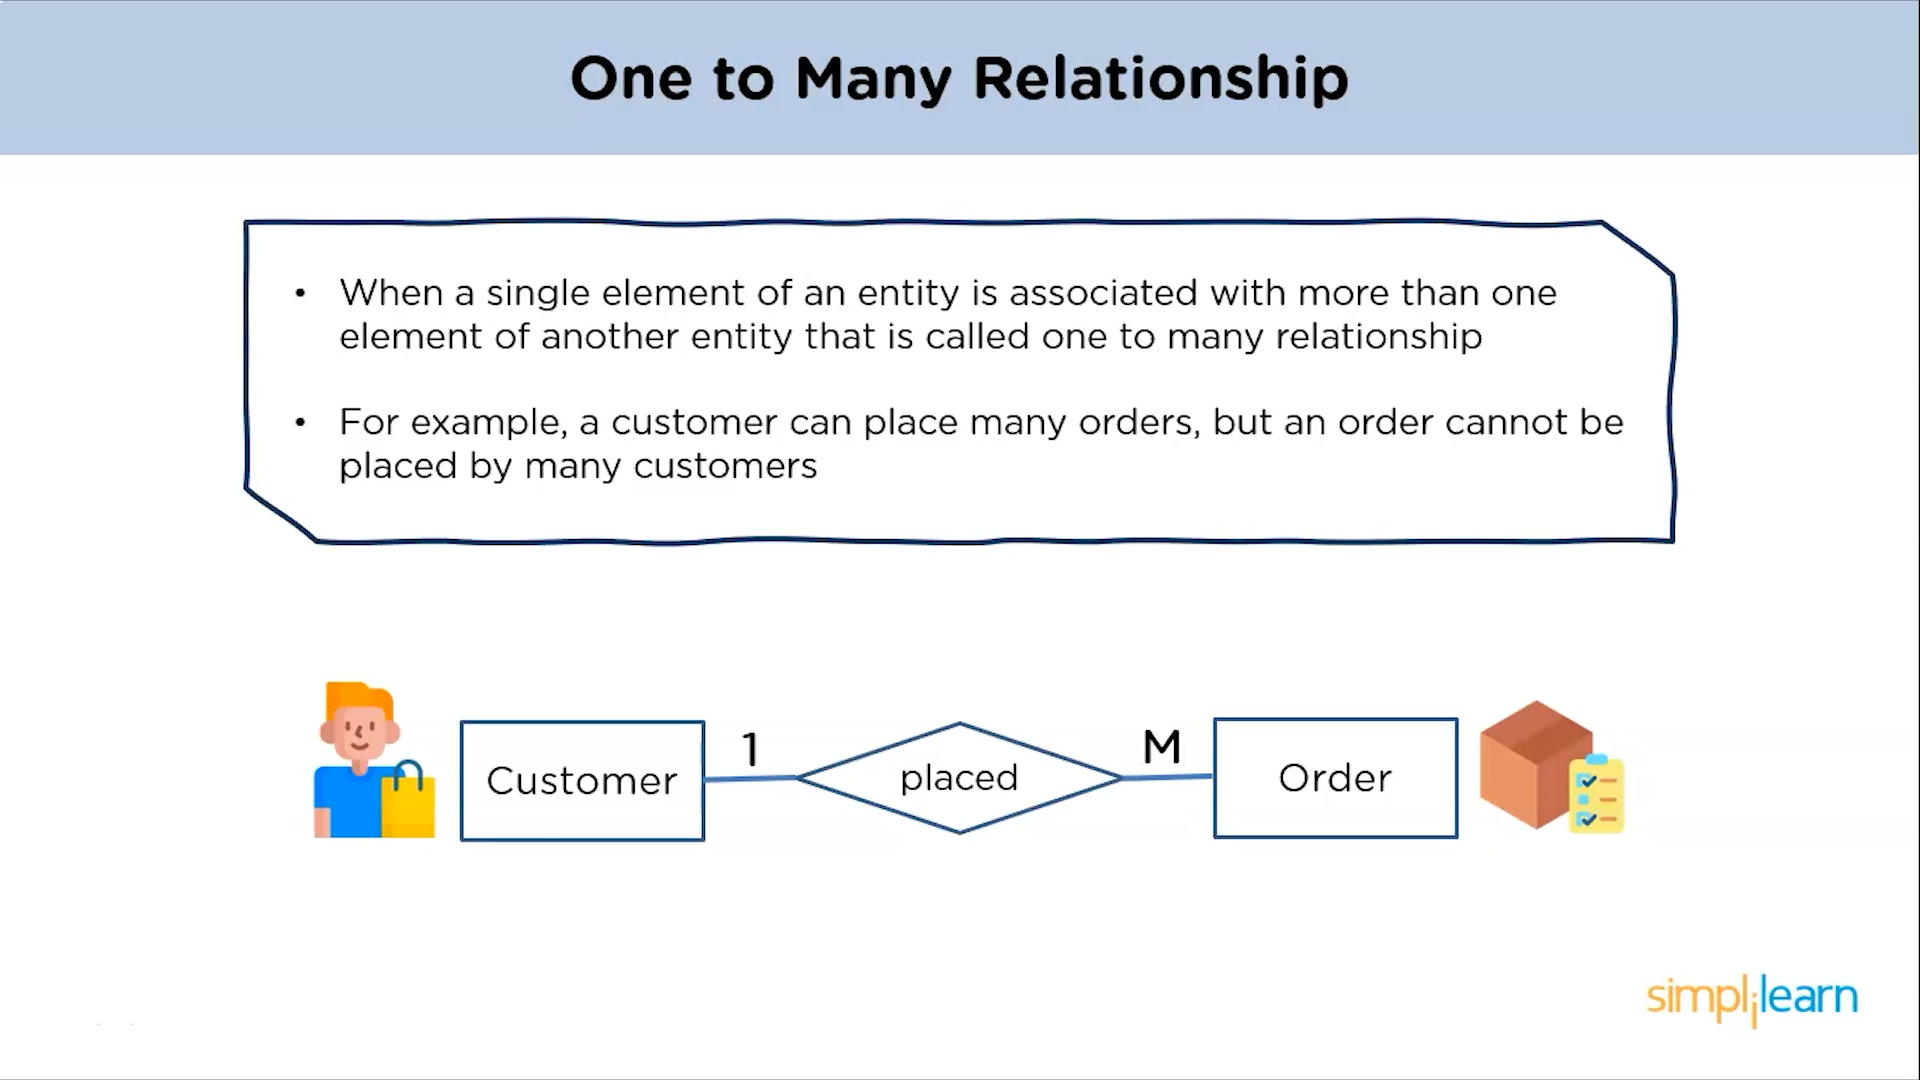 One to Many Relationship
• When a single element of an entity is associated with more than one
element of another entity that is called one to many relationship
• For example, a customer can place many orders, but an order cannot be
placed by many customers
Customer 1 placed M Order
simplilearn